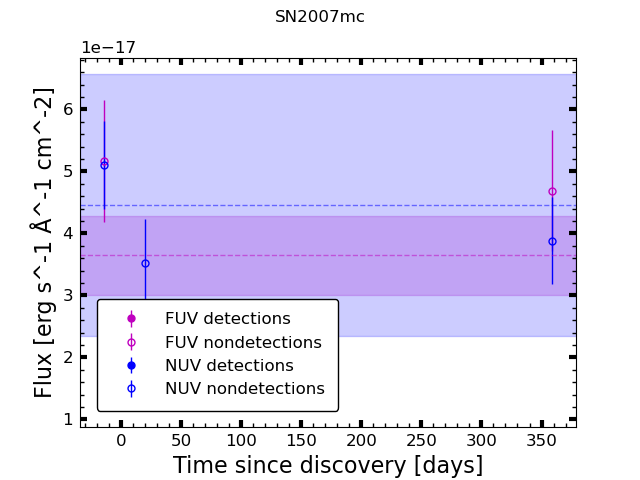 SN2007mc
1e−17
6
5
4
3
2
1
Flux [erg s^-1 Å^-1 cm^-2]
FUV detections
FUV nondetections
NUV detections
NUV nondetections
0 50 100 150 200 250 300 350
Time since discovery [days]